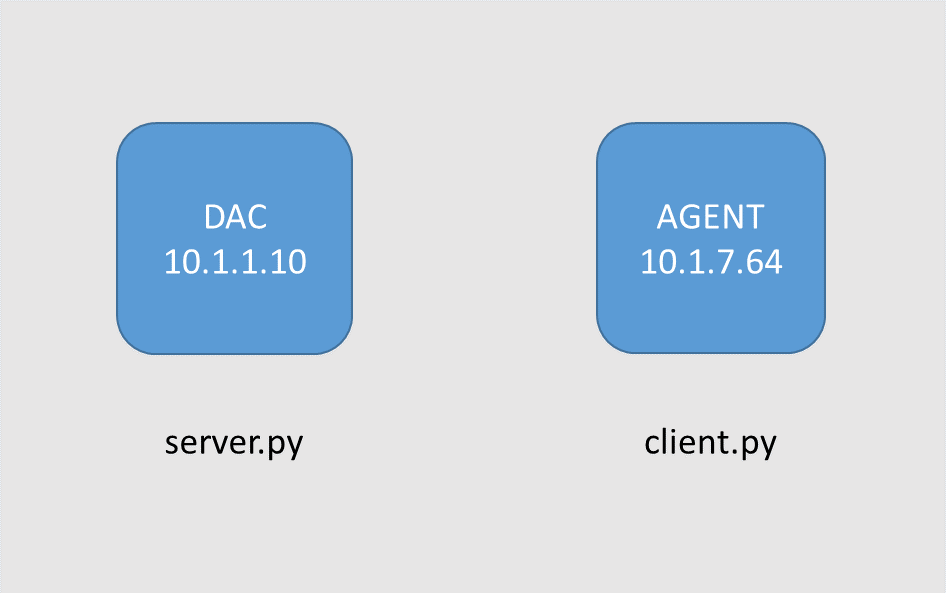 DAC
10.1.1.10
AGENT
10.1.7.64
server.py
client.py